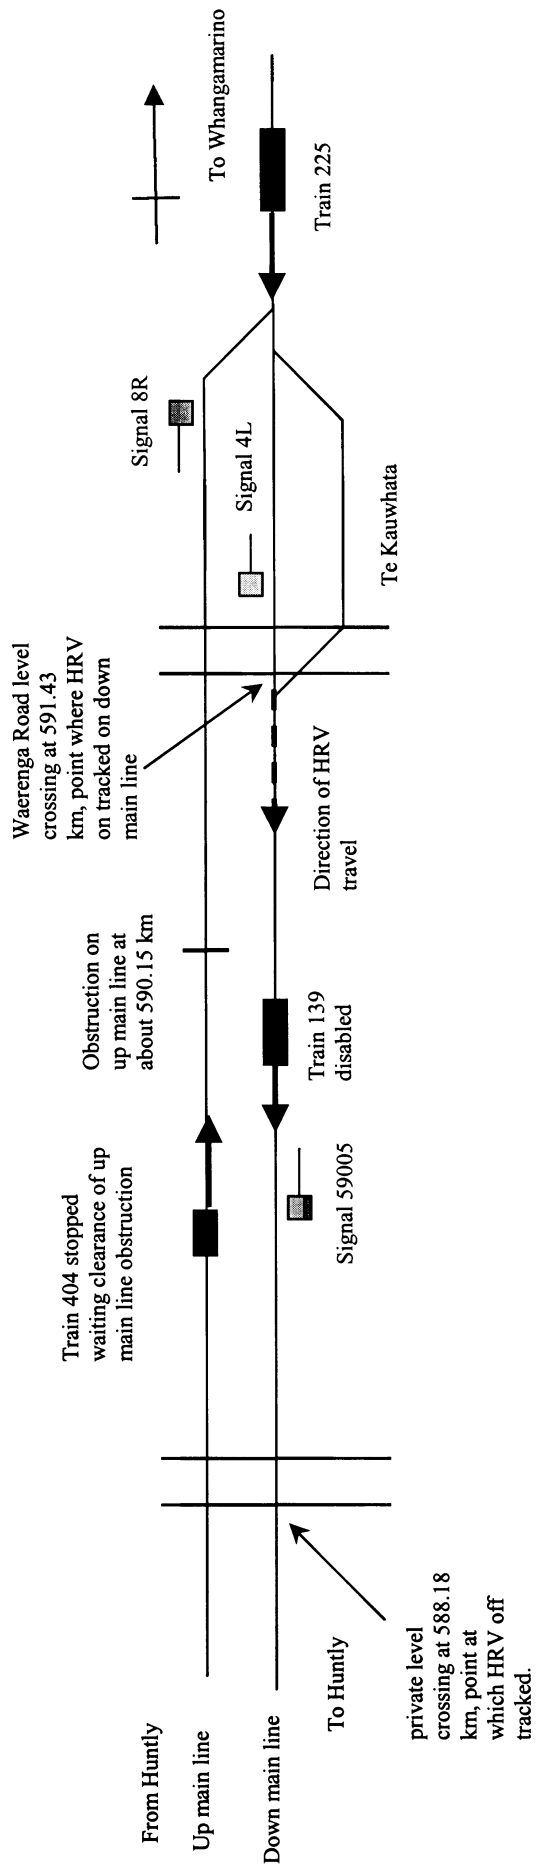 From Huntly
Up main line
Down main line
To Huntly
private level
crossing at 588.18
km, point at
which HRV off
tracked.
Train 404 stopped
waiting clearance of up
main line obstruction
Signal 59005
Obstruction on
up main line at
about 590.15 km
Train 139
disabled
Waerenga Road level
crossing at 591.43
km, point where HRV
on tracked on down
main line
Direction of HRV
travel
Signal 8R
Signal 4L
Te Kauwhata
To Whangamarino
Train 225